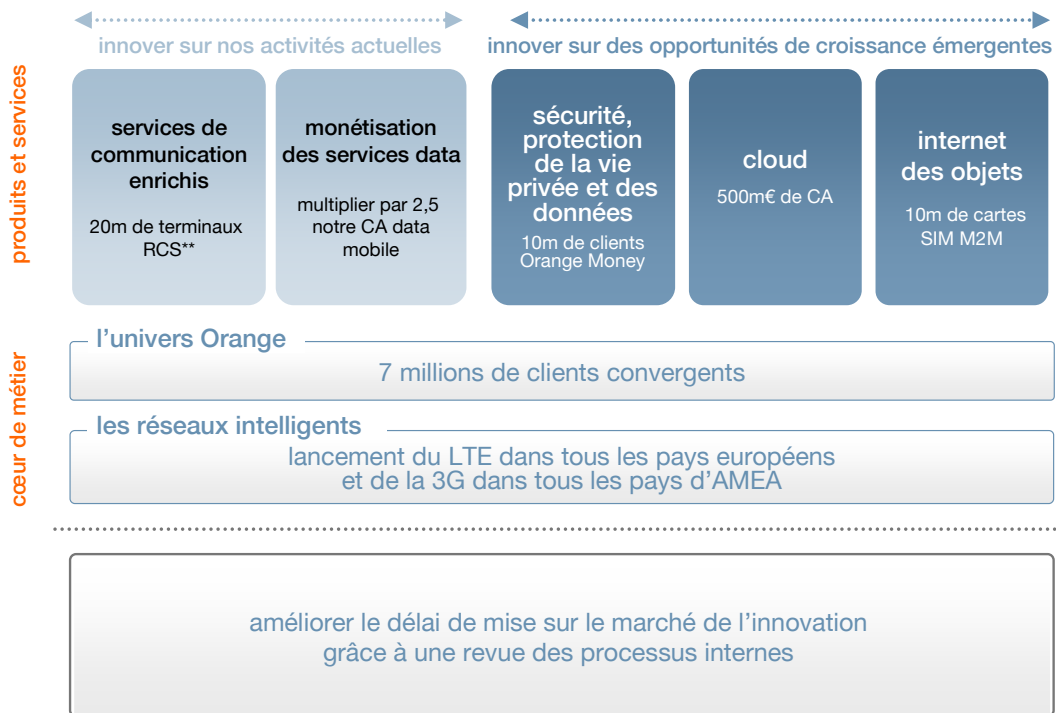 innover sur nos activités actuelles
innover sur des opportunités de croissance émergentes
produits et services
services de
communication
enrichis
20m de terminaux
RCS**
monétisation
des services data
multiplier par 2,5
notre CA data
mobile
sécurité,
protection
de la vie
privée et des
données
10m de clients
Orange Money
cloud
500m€ de CA
internet
des objets
10m de cartes
SIM M2M
cœur de métier
l’univers Orange
7 millions de clients convergents
les réseaux intelligents
lancement du LTE dans tous les pays européens
et de la 3G dans tous les pays d’AMEA
améliorer le délai de mise sur le marché de l’innovation
grâce à une revue des processus internes